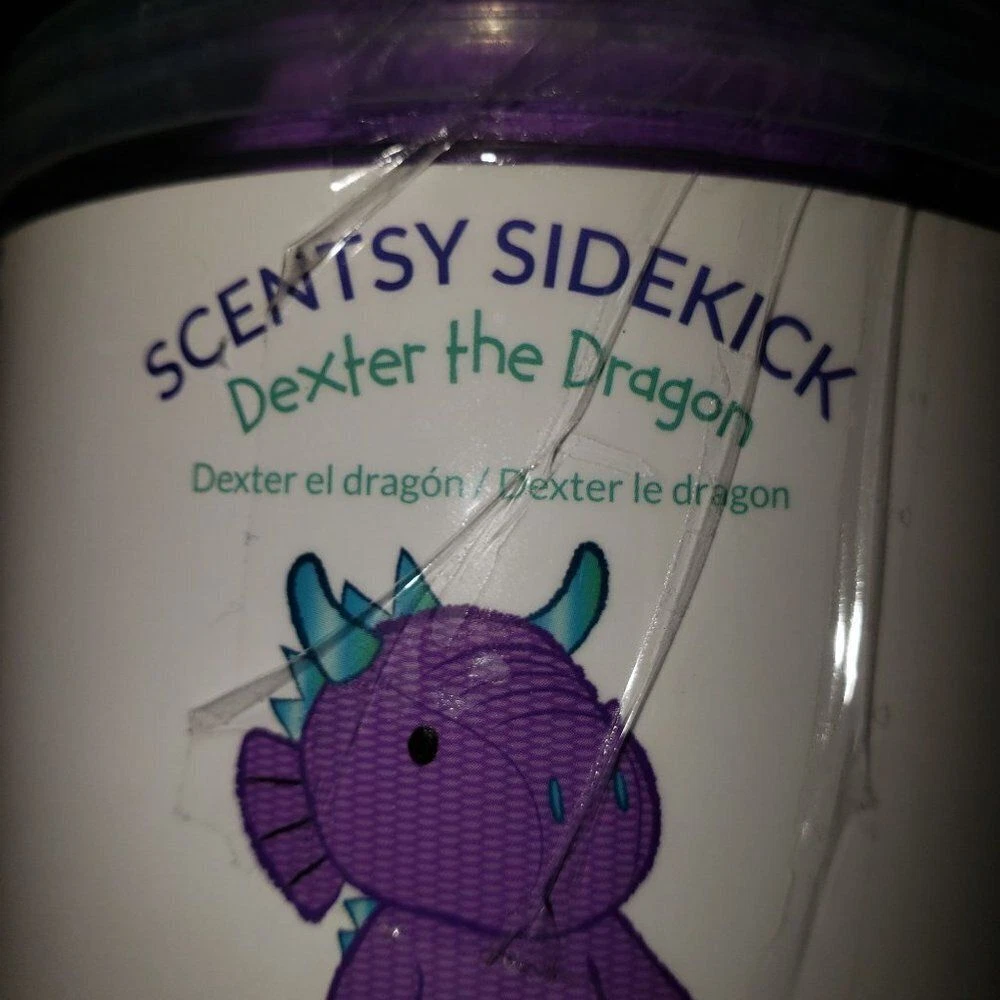 SCENTSY SIDEKICK
Dexter the Dragon
Dexter el dragón / Dexter le dragon